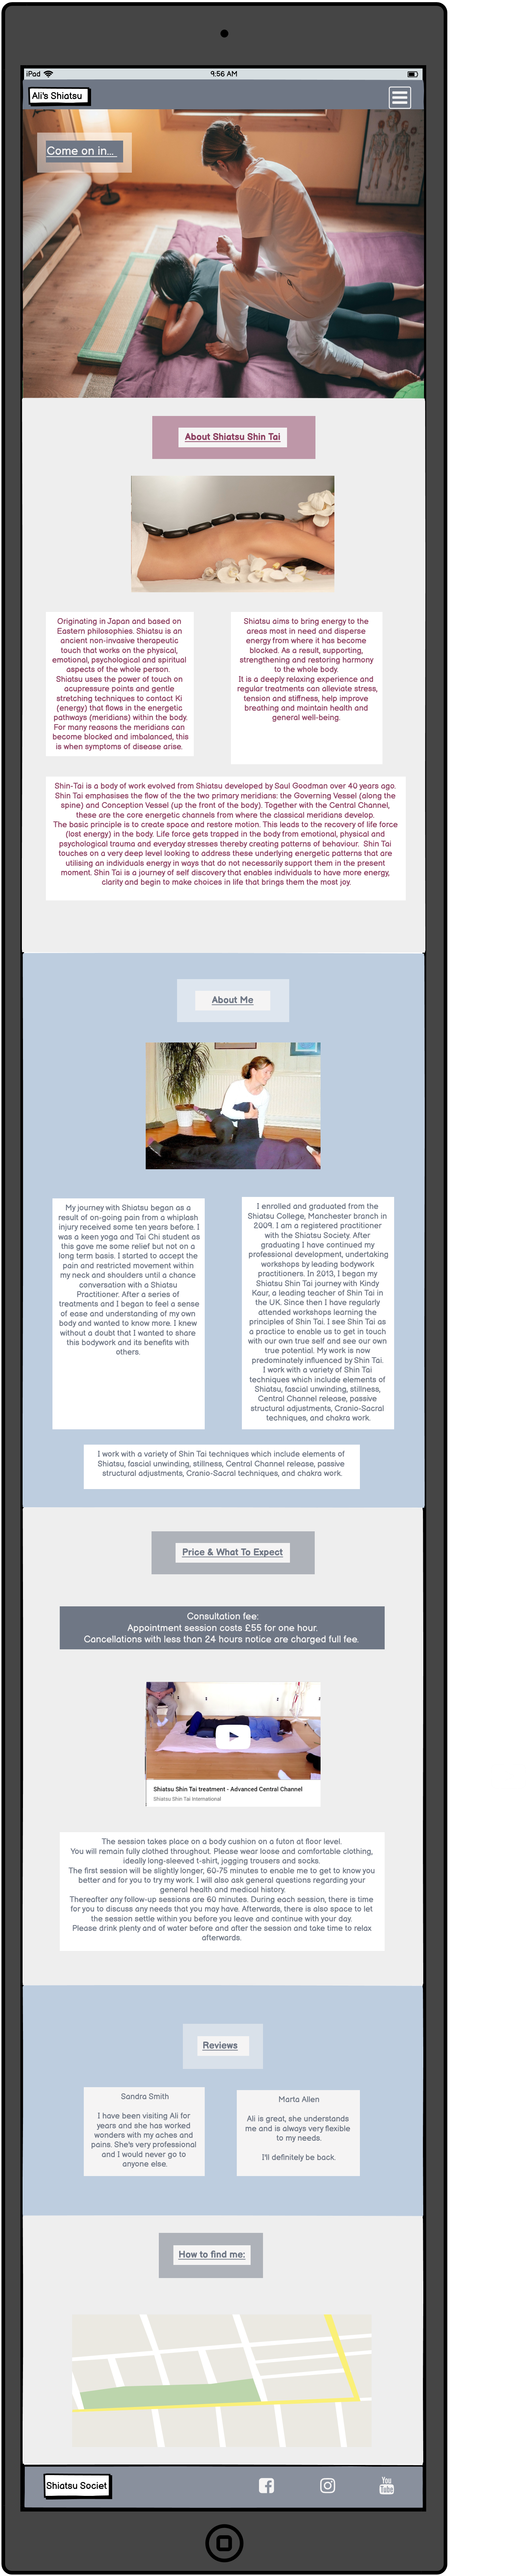 iPad
9:56 AM
Ali's Shiatsu
Come on in...
About Shiatsu Shin Tai
Originating in Japan and based on
Eastern philosophies. Shiatsu is an
ancient non-invasive therapeutic
touch that works on the physical,
emotional, psychological and spiritual
aspects of the whole person.
Shiatsu uses the power of touch on
acupressure points and gentle
stretching techniques to contact Ki
(energy) that flows in the energetic
pathways (meridians) within the body.
For many reasons the meridians can
become blocked and imbalanced, this
is when symptoms of disease arise.
Shiatsu aims to bring energy to the
areas most in need and disperse
energy from where it has become
blocked. As a result, supporting,
strengthening and restoring harmony
to the whole body.
It is a deeply relaxing experience and
regular treatments can alleviate stress,
tension and stiffness, help improve
breathing and maintain health and
general well-being.
Shin-Tai is a body of work evolved from Shiatsu developed by Saul Goodman over 40 years ago.
Shin Tai emphasises the flow of the the two primary meridians: the Governing Vessel (along the
spine) and Conception Vessel (up the front of the body). Together with the Central Channel,
these are the core energetic channels from where the classical meridians develop.
The basic principle is to create space and restore motion. This leads to the recovery of life force
(lost energy) in the body. Life force gets trapped in the body from emotional, physical and
psychological trauma and everyday stresses thereby creating patterns of behaviour. Shin Tai
touches on a very deep level looking to address these underlying energetic patterns that are
utilising an individuals energy in ways that do not necessarily support them in the present
moment. Shin Tai is a journey of self discovery that enables individuals to have more energy,
clarity and begin to make choices in life that brings them the most joy.
About Me
My journey with Shiatsu began as a
result of on-going pain from a whiplash
injury received some ten years before. I
was a keen yoga and Tai Chi student as
this gave me some relief but not on a
long term basis. I started to accept the
pain and restricted movement within
my neck and shoulders until a chance
conversation with a Shiatsu
Practitioner. After a series of
treatments and I began to feel a sense
of ease and understanding of my own
body and wanted to know more. I knew
without a doubt that I wanted to share
this bodywork and its benefits with
others.
I enrolled and graduated from the
Shiatsu College, Manchester branch in
2009. I am a registered practitioner
with the Shiatsu Society. After
graduating I have continued my
professional development, undertaking
workshops by leading bodywork
practitioners. In 2013, I began my
Shiatsu Shin Tai journey with Kindy
Kaur, a leading teacher of Shin Tai in
the UK. Since then I have regularly
attended workshops learning the
principles of Shin Tai. I see Shin Tai as
a practice to enable us to get in touch
with our own true self and see our own
true potential. My work is now
predominately influenced by Shin Tai.
I work with a variety of Shin Tai
techniques which include elements of
Shiatsu, fascial unwinding, stillness,
Central Channel release, passive
structural adjustments, Cranio-Sacral
techniques, and chakra work.
I work with a variety of Shin Tai techniques which include elements of
Shiatsu, fascial unwinding, stillness, Central Channel release, passive
structural adjustments, Cranio-Sacral techniques, and chakra work.
Price & What To Expect
Consultation fee:
Appointment session costs £55 for one hour.
Cancellations with less than 24 hours notice are charged full fee.
Shiatsu Shin Tai treatment - Advanced Central Channel
Shiatsu Shin Tai International
The session takes place on a body cushion on a futon at floor level.
You will remain fully clothed throughout. Please wear loose and comfortable clothing,
ideally long-sleeved t-shirt, jogging trousers and socks.
The first session will be slightly longer, 60-75 minutes to enable me to get to know you
better and for you to try my work. I will also ask general questions regarding your
general health and medical history.
Thereafter any follow-up sessions are 60 minutes. During each session, there is time
for you to discuss any needs that you may have. Afterwards, there is also space to let
the session settle within you before you leave and continue with your day.
Please drink plenty and of water before and after the session and take time to relax
afterwards.
Reviews
Sandra Smith
I have been visiting Ali for
years and she has worked
wonders with my aches and
pains. She's very professional
and I would never go to
anyone else.
Marta Allen
Ali is great, she understands
me and is always very flexible
to my needs.
I'll definitely be back.
How to find me:
Shiatsu Societ
You
Tube